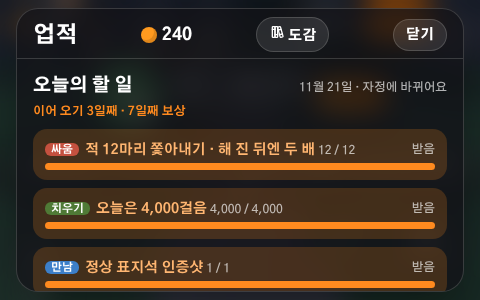 업적 240 도감 닫기
오늘의 할 일 11월 21일 · 자정에 바뀌어요
이어 오기 3일째 · 7일째 보상
싸움 적 12마리 쫓아내기 · 해 진 뒤엔 두 배 12 / 12 받음
치우기 오늘은 4,000걸음 4,000 / 4,000 받음
만남 정상 표지석 인증샷 1 / 1 받음